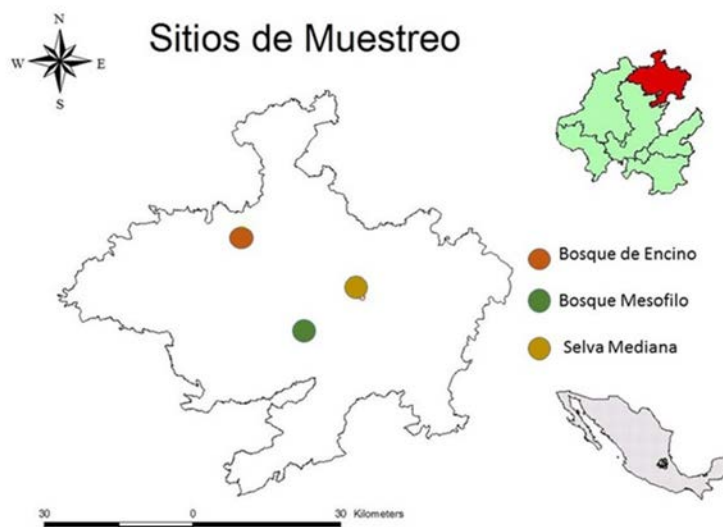 Sitios de Muestreo
N
W E
S
Bosque de Encino
Bosque Mesofilo
Selva Mediana
30 0 30 Kilometers